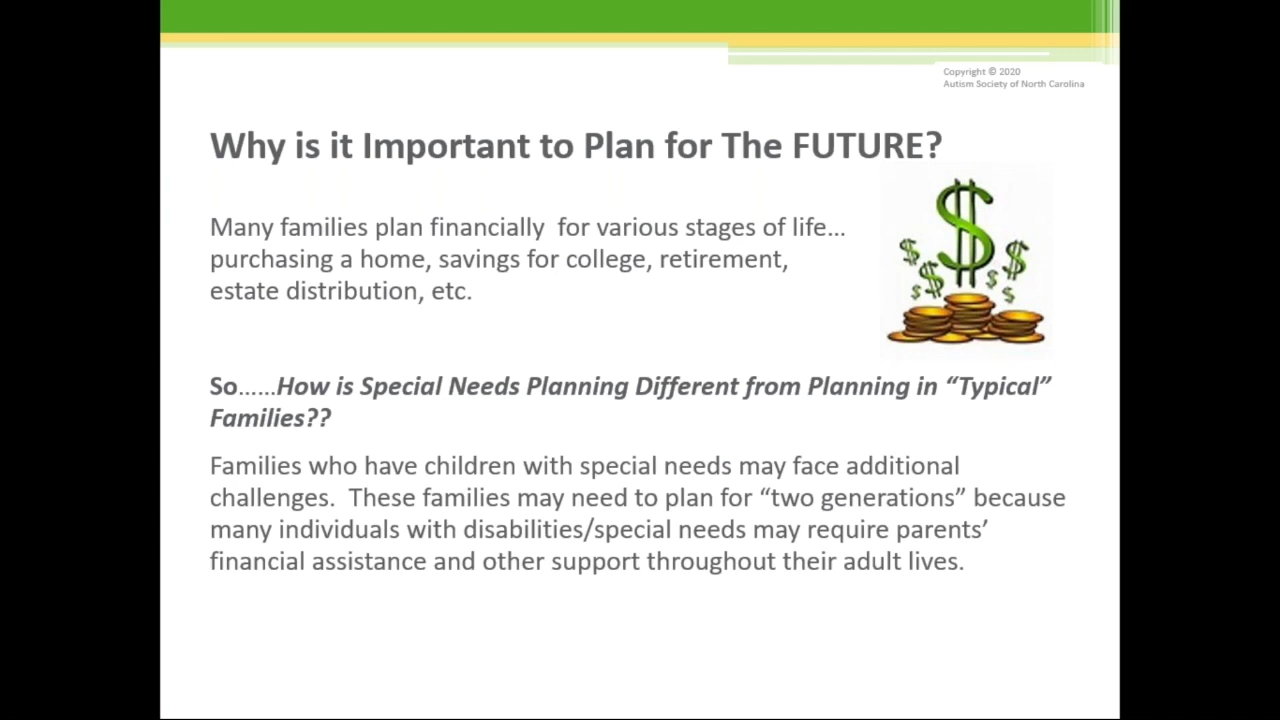 Copyright © 2020
Autism Society of North Carolina
Why is it Important to Plan for The FUTURE?
Many families plan financially  for various stages of life…
purchasing a home, savings for college, retirement,
estate distribution, etc.
So……How is Special Needs Planning Different from Planning in “Typical”
Families??
Families who have children with special needs may face additional
challenges.  These families may need to plan for “two generations” because
many individuals with disabilities/special needs may require parents’
financial assistance and other support throughout their adult lives.